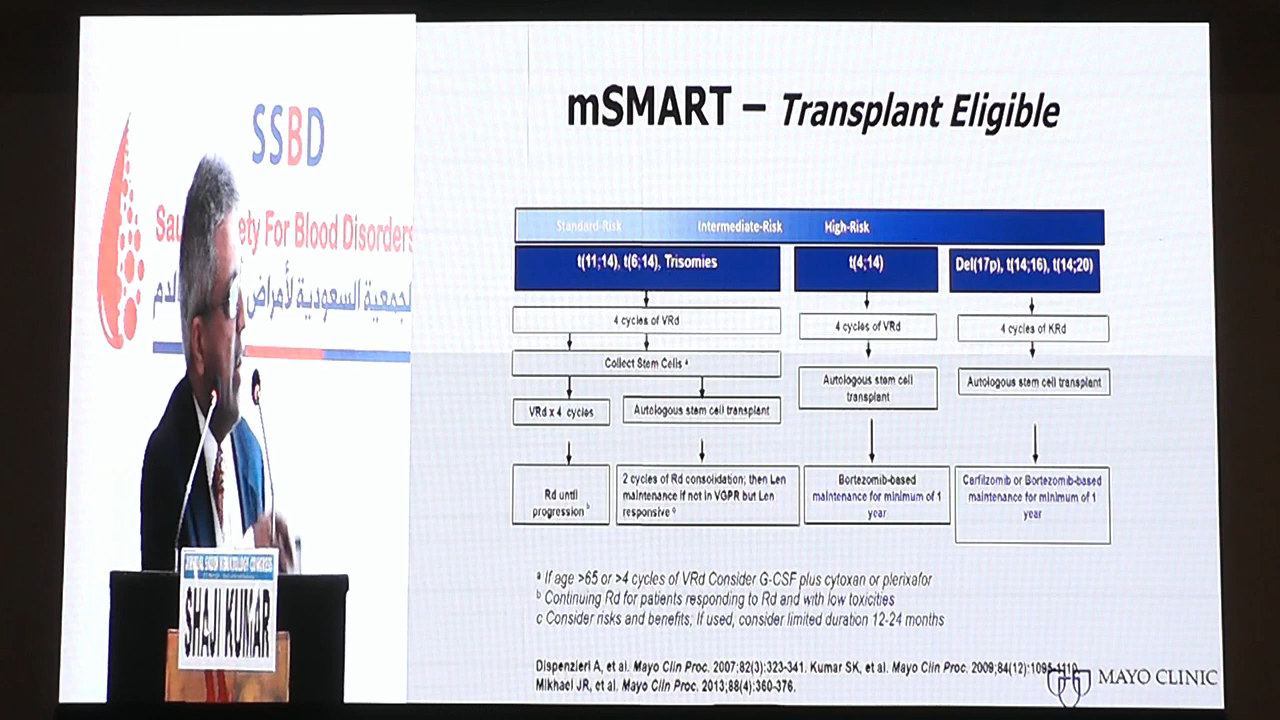 SSBD
Sau ety For Blood Disorders
الجمعية السعودية لأمراض الدم
SHAJI KUMAR
mSMART – Transplant Eligible
Standard-Risk Intermediate-Risk High-Risk
t(11;14), t(6;14), Trisomies
t(4;14)
Del(17p), t(14;16), t(14;20)
4 cycles of VRd
4 cycles of VRd
4 cycles of KRd
Collect Stem Cells a
Autologous stem cell
transplant
Autologous stem cell transplant
VRd x 4 cycles
Autologous stem cell transplant
Rd until
progression b
2 cycles of Rd consolidation; then Len
maintenance if not in VGPR but Len
responsive c
Bortezomib-based
maintenance for minimum of 1
year
Carfilzomib or Bortezomib-based
maintenance for minimum of 1
year
a If age >65 or >4 cycles of VRd Consider G-CSF plus cytoxan or plerixafor
b Continuing Rd for patients responding to Rd and with low toxicities
c Consider risks and benefits; If used, consider limited duration 12-24 months
Dispenzieri A, et al. Mayo Clin Proc. 2007;82(3):323-341. Kumar SK, et al. Mayo Clin Proc. 2009;84(12):1095-1110.
Mikhael JR, et al. Mayo Clin Proc. 2013;88(4):360-376.
MAYO CLINIC